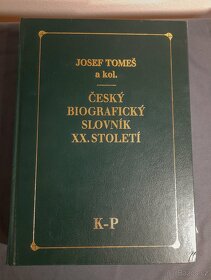 JOSEF TOMEŠ
a kol.
ČESKÝ
BIOGRAFICKÝ
SLOVNÍK
XX. STOLETÍ
K-P